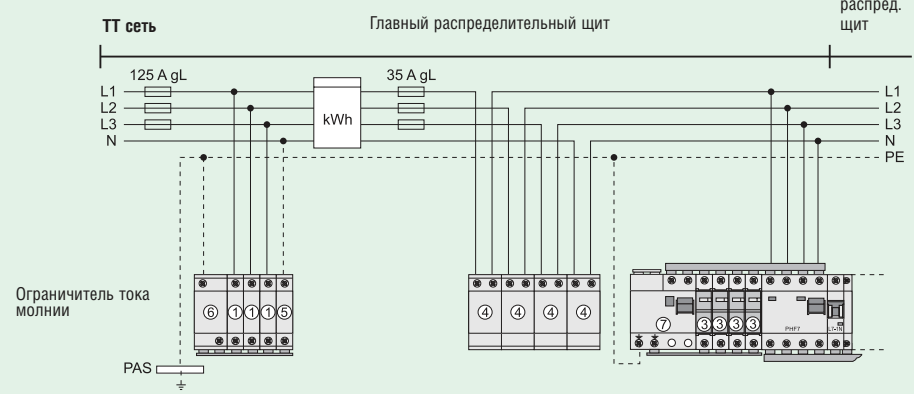 распред.
ТТ сеть
Главный распределительный щит
щит
125 A gL
35 A gL
L1
L2
L3
N
kWh
L1
L2
L3
N
PE
Ограничитель тока
молнии
6 1 1 1 5
4 4 4 4
7 3 3 3 3
PHF7
LT-IN
PAS